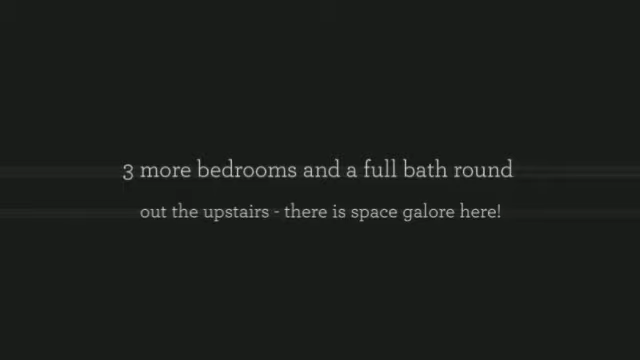 3 more bedrooms and a full bath round
out the upstairs - there is space galore here!